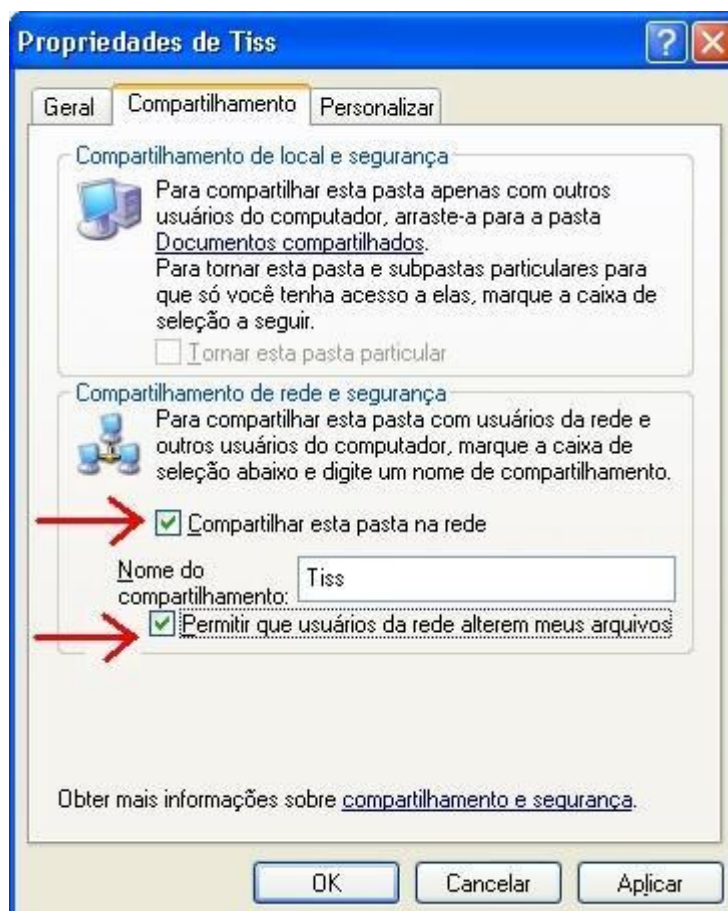 Propriedades de Tiss
Geral Compartilhamento Personalizar
Compartilhamento de local e segurança
Para compartilhar esta pasta apenas com outros
usuários do computador, arraste-a para a pasta
Documentos compartilhados.
Para tornar esta pasta e subpastas particulares para
que só você tenha acesso a elas, marque a caixa de
seleção a seguir.
Tornar esta pasta particular
Compartilhamento de rede e segurança
Para compartilhar esta pasta com usuários da rede e
outros usuários do computador, marque a caixa de
seleção abaixo e digite um nome de compartilhamento.
Compartilhar esta pasta na rede
Nome do
compartilhamento: Tiss
Permitir que usuários da rede alterem meus arquivos
Obter mais informações sobre compartilhamento e segurança.
OK Cancelar Aplicar